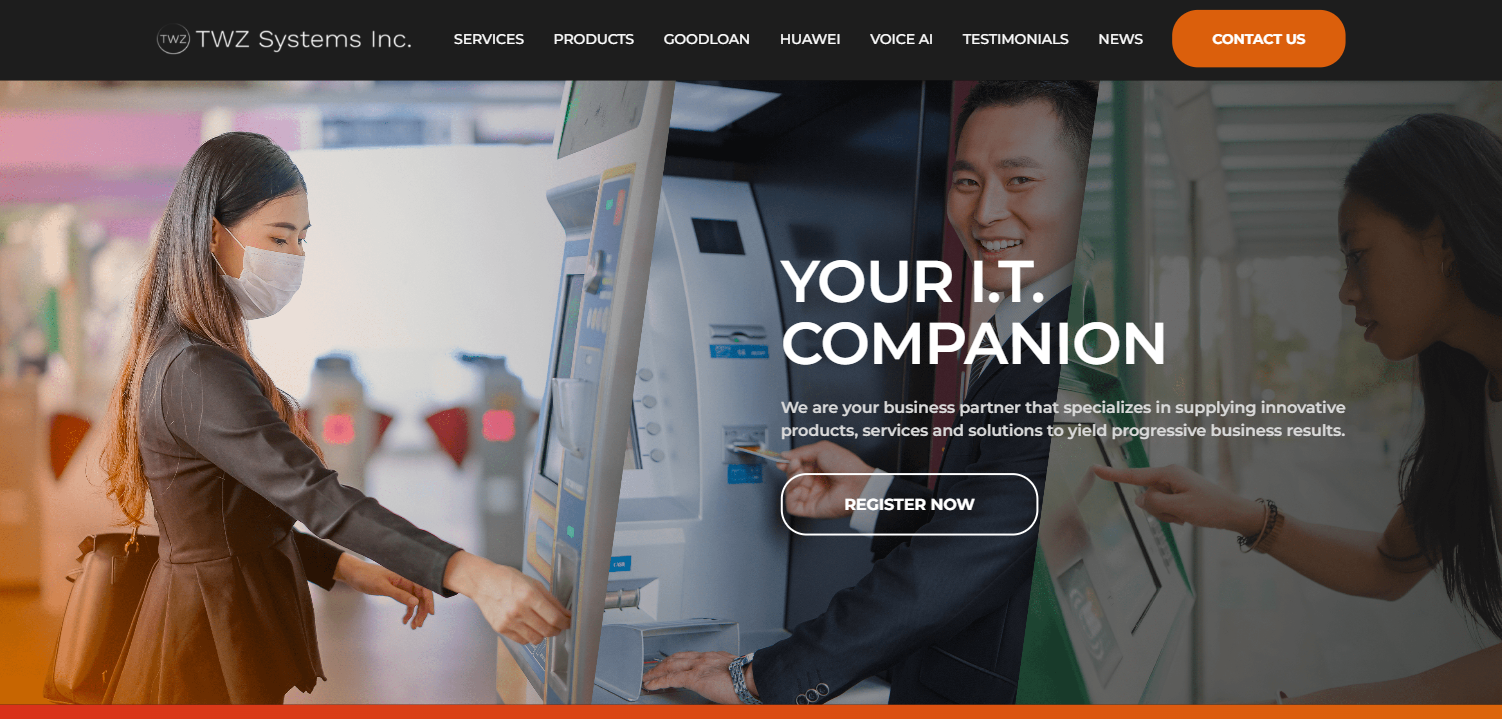 TWZ TWZ Systems Inc.
SERVICES PRODUCTS GOODLOAN HUAWEI VOICE AI TESTIMONIALS NEWS CONTACT US
YOUR I.T.
COMPANION
We are your business partner that specializes in supplying innovative
products, services and solutions to yield progressive business results.
REGISTER NOW